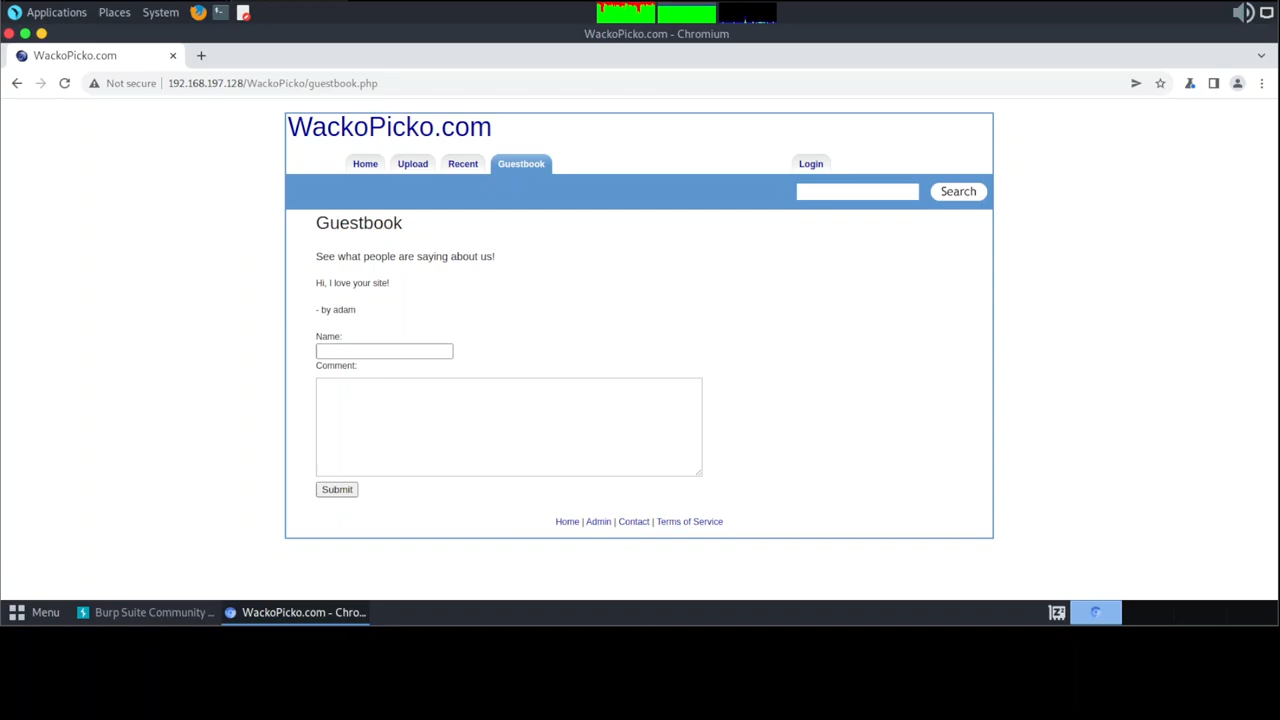 Applications Places System
WackoPicko.com - Chromium
WackoPicko.com
Not secure 192.168.197.128/WackoPicko/guestbook.php
WackoPicko.com
Home Upload Recent Guestbook Login
Search
Guestbook
See what people are saying about us!
Hi, I love your site!
- by adam
Name:
Comment:
Submit
Home | Admin | Contact | Terms of Service
Menu Burp Suite Community ... WackoPicko.com - Chro...